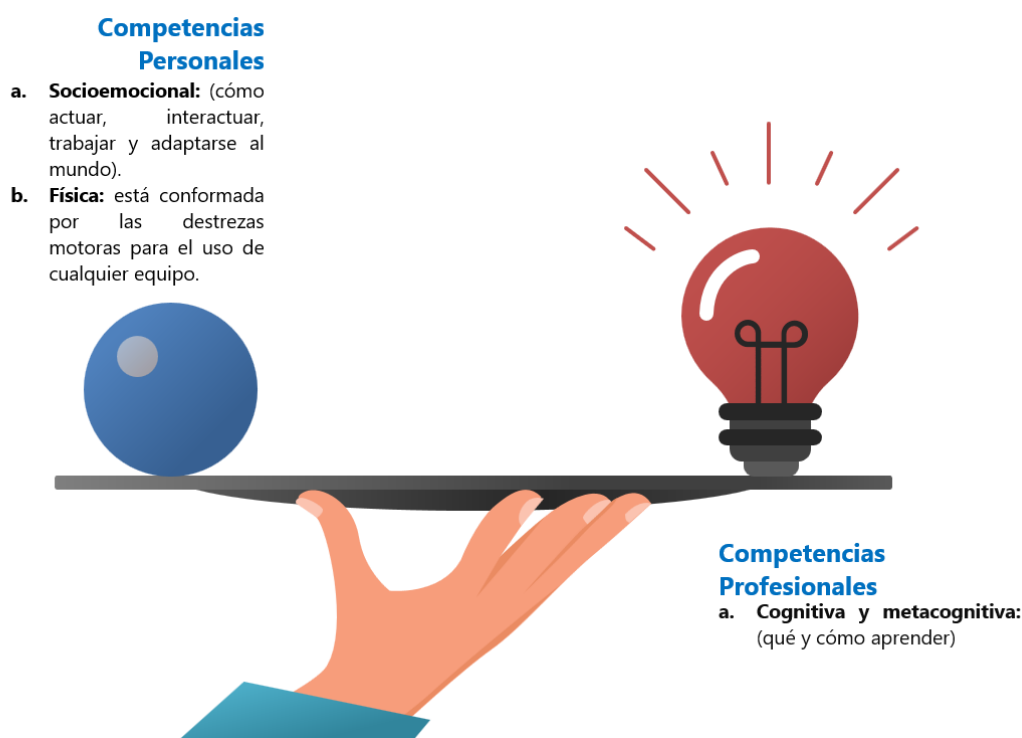 Competencias
Personales
a. Socioemocional: (cómo
actuar, interactuar,
trabajar y adaptarse al
mundo).
b. Física: está conformada
por las destrezas
motoras para el uso de
cualquier equipo.
Competencias
Profesionales
a. Cognitiva y metacognitiva:
(qué y cómo aprender)